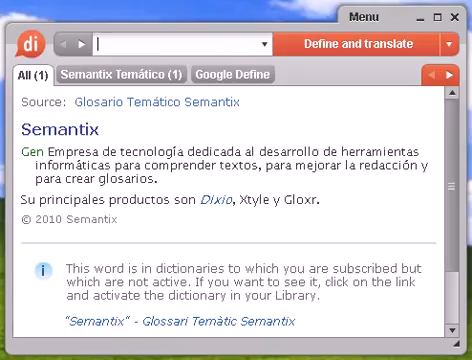 Menu
di
Define and translate
All (1)
Semantix Temático (1)
Google Define
Source: Glosario Temático Semantix
Semantix
Gen Empresa de tecnología dedicada al desarrollo de herramientas
informáticas para comprender textos, para mejorar la redacción y
para crear glosarios.
Su principales productos son Dixio, Xtyle y Gloxr.
© 2010 Semantix
i
This word is in dictionaries to which you are subscribed but
which are not active. If you want to see it, click on the link
and activate the dictionary in your Library.
"Semantix" - Glossari Temàtic Semantix